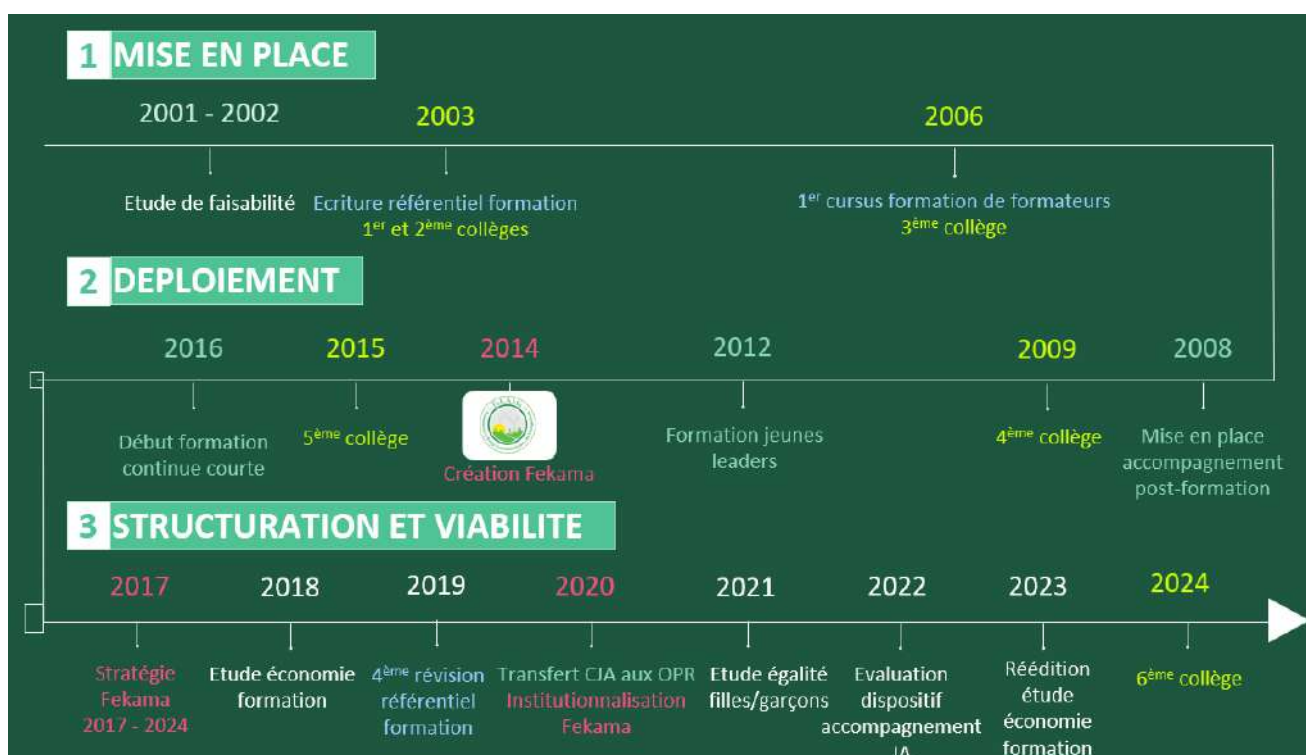 1 MISE EN PLACE
2001 - 2002
2003
2006
Etude de faisabilité
Ecriture référentiel formation
1er et 2ème collèges
1er cursus formation de formateurs
3ème collège
2 DEPLOIEMENT
2016
2015
2014
2012
2009
2008
Début formation
continue courte
5ème collège
Création Fekama
Formation jeunes
leaders
4ème collège
Mise en place
accompagnement
post-formation
3 STRUCTURATION ET VIABILITE
2017
2018
2019
2020
2021
2022
2023
2024
Stratégie
Fekama
2017 - 2024
Etude économie
formation
4ème révision
référentiel
formation
Transfert CJA aux OPR
Institutionnalisation
Fekama
Etude égalité
filles/garçons
Evaluation
dispositif
accompagnement
JA
Réédition
étude
économie
formation
6ème collège